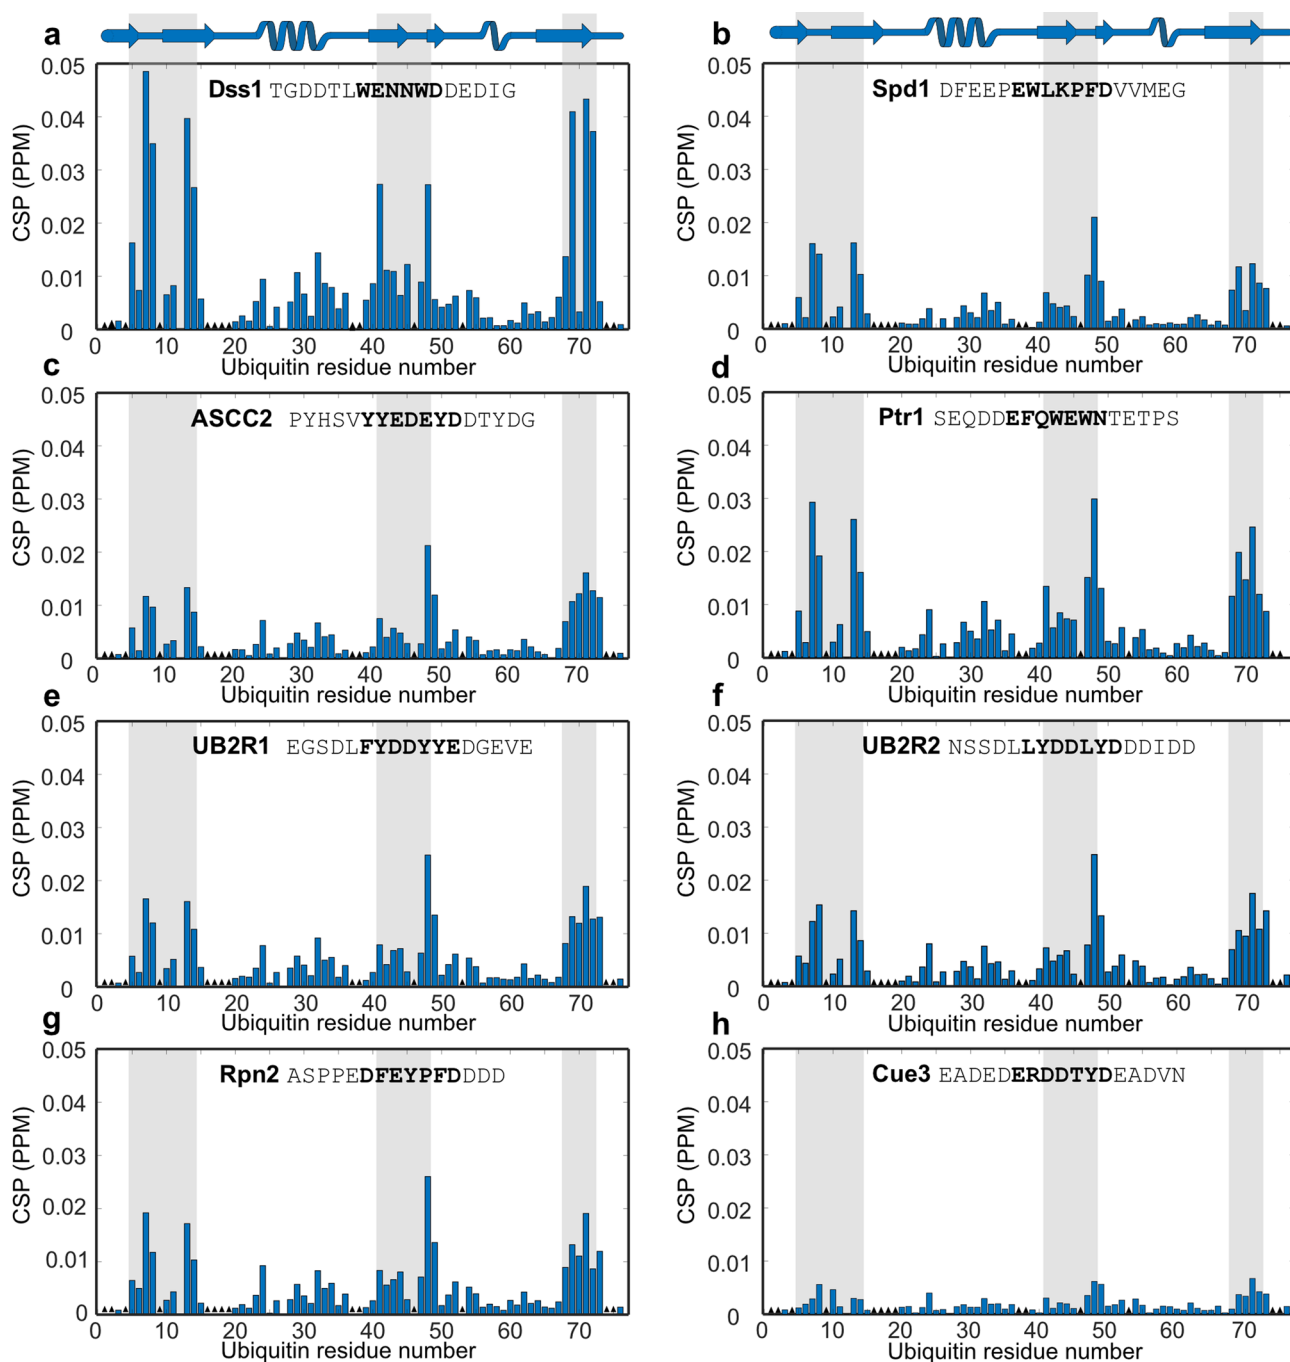 a
b
0.05
0.04
0.03
0.02
0.01
0
CSP (PPM)
Dss1 TGDDTLWENNWDDEDIG
0 10 20 30 40 50 60 70
Ubiquitin residue number
0.05
0.04
0.03
0.02
0.01
0
CSP (PPM)
Spd1 DFEEPEWLKPFDVVMEG
0 10 20 30 40 50 60 70
Ubiquitin residue number
c
d
0.05
0.04
0.03
0.02
0.01
0
CSP (PPM)
ASCC2 PYHSVYYEDEYDDTYDG
0 10 20 30 40 50 60 70
Ubiquitin residue number
0.05
0.04
0.03
0.02
0.01
0
CSP (PPM)
Ptr1 SEQDDEFQWEWNTETPS
0 10 20 30 40 50 60 70
Ubiquitin residue number
e
f
0.05
0.04
0.03
0.02
0.01
0
CSP (PPM)
UB2R1 EGSDLFYDDYYEDGEVE
0 10 20 30 40 50 60 70
Ubiquitin residue number
0.05
0.04
0.03
0.02
0.01
0
CSP (PPM)
UB2R2 NSSDLLYDDLYDDDIDD
0 10 20 30 40 50 60 70
Ubiquitin residue number
g
h
0.05
0.04
0.03
0.02
0.01
0
CSP (PPM)
Rpn2 ASPPEDFEYPFDDDD
0 10 20 30 40 50 60 70
Ubiquitin residue number
0.05
0.04
0.03
0.02
0.01
0
CSP (PPM)
Cue3 EADEDERDDTYDEADVN
0 10 20 30 40 50 60 70
Ubiquitin residue number